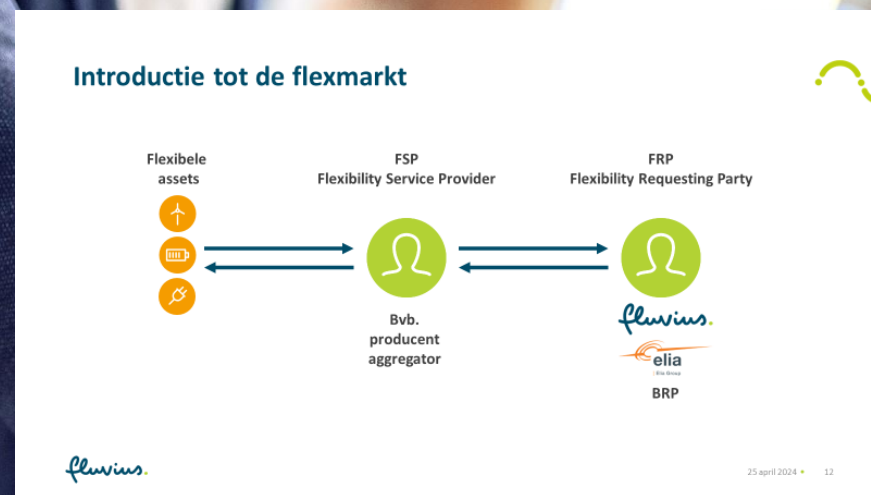 Introductie tot de flexmarkt
Flexibele
assets
FSP
Flexibility Service Provider
FRP
Flexibility Requesting Party
Bvb.
producent
aggregator
fluvius.
elia
: Elia Group
BRP
fluvius.
25 april 2024 • 12